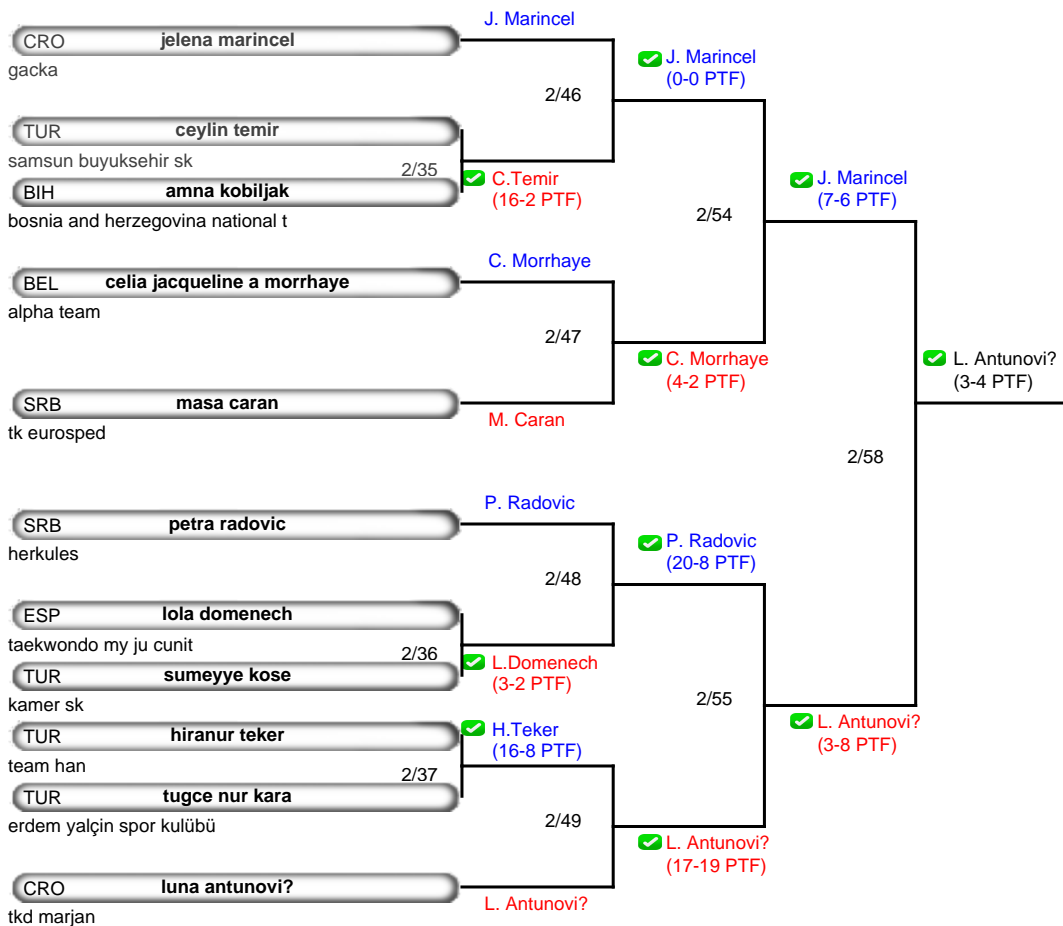 J. Marincel
CRO jelena marincel
gacka
J. Marincel
(0-0 PTF)
2/46
TUR ceylin temir
samsun buyuksehir sk
2/35
C.Temir
(16-2 PTF)
BIH amna kobiljak
bosnia and herzegovina national t
J. Marincel
(7-6 PTF)
2/54
C. Morrhaye
BEL celia jacqueline a morrhaye
alpha team
2/47
C. Morrhaye
(4-2 PTF)
SRB masa caran
tk eurosped
M. Caran
L. Antunovi?
(3-4 PTF)
2/58
P. Radovic
SRB petra radovic
herkules
P. Radovic
(20-8 PTF)
2/48
ESP lola domenech
taekwondo my ju cunit
2/36
L.Domenech
(3-2 PTF)
TUR sumeyye kose
kamer sk
2/55
L. Antunovi?
(3-8 PTF)
TUR hiranur teker
team han
H.Teker
(16-8 PTF)
2/37
TUR tugce nur kara
erdem yalçin spor kulübü
2/49
L. Antunovi?
(17-19 PTF)
CRO luna antunovi?
tkd marjan
L. Antunovi?